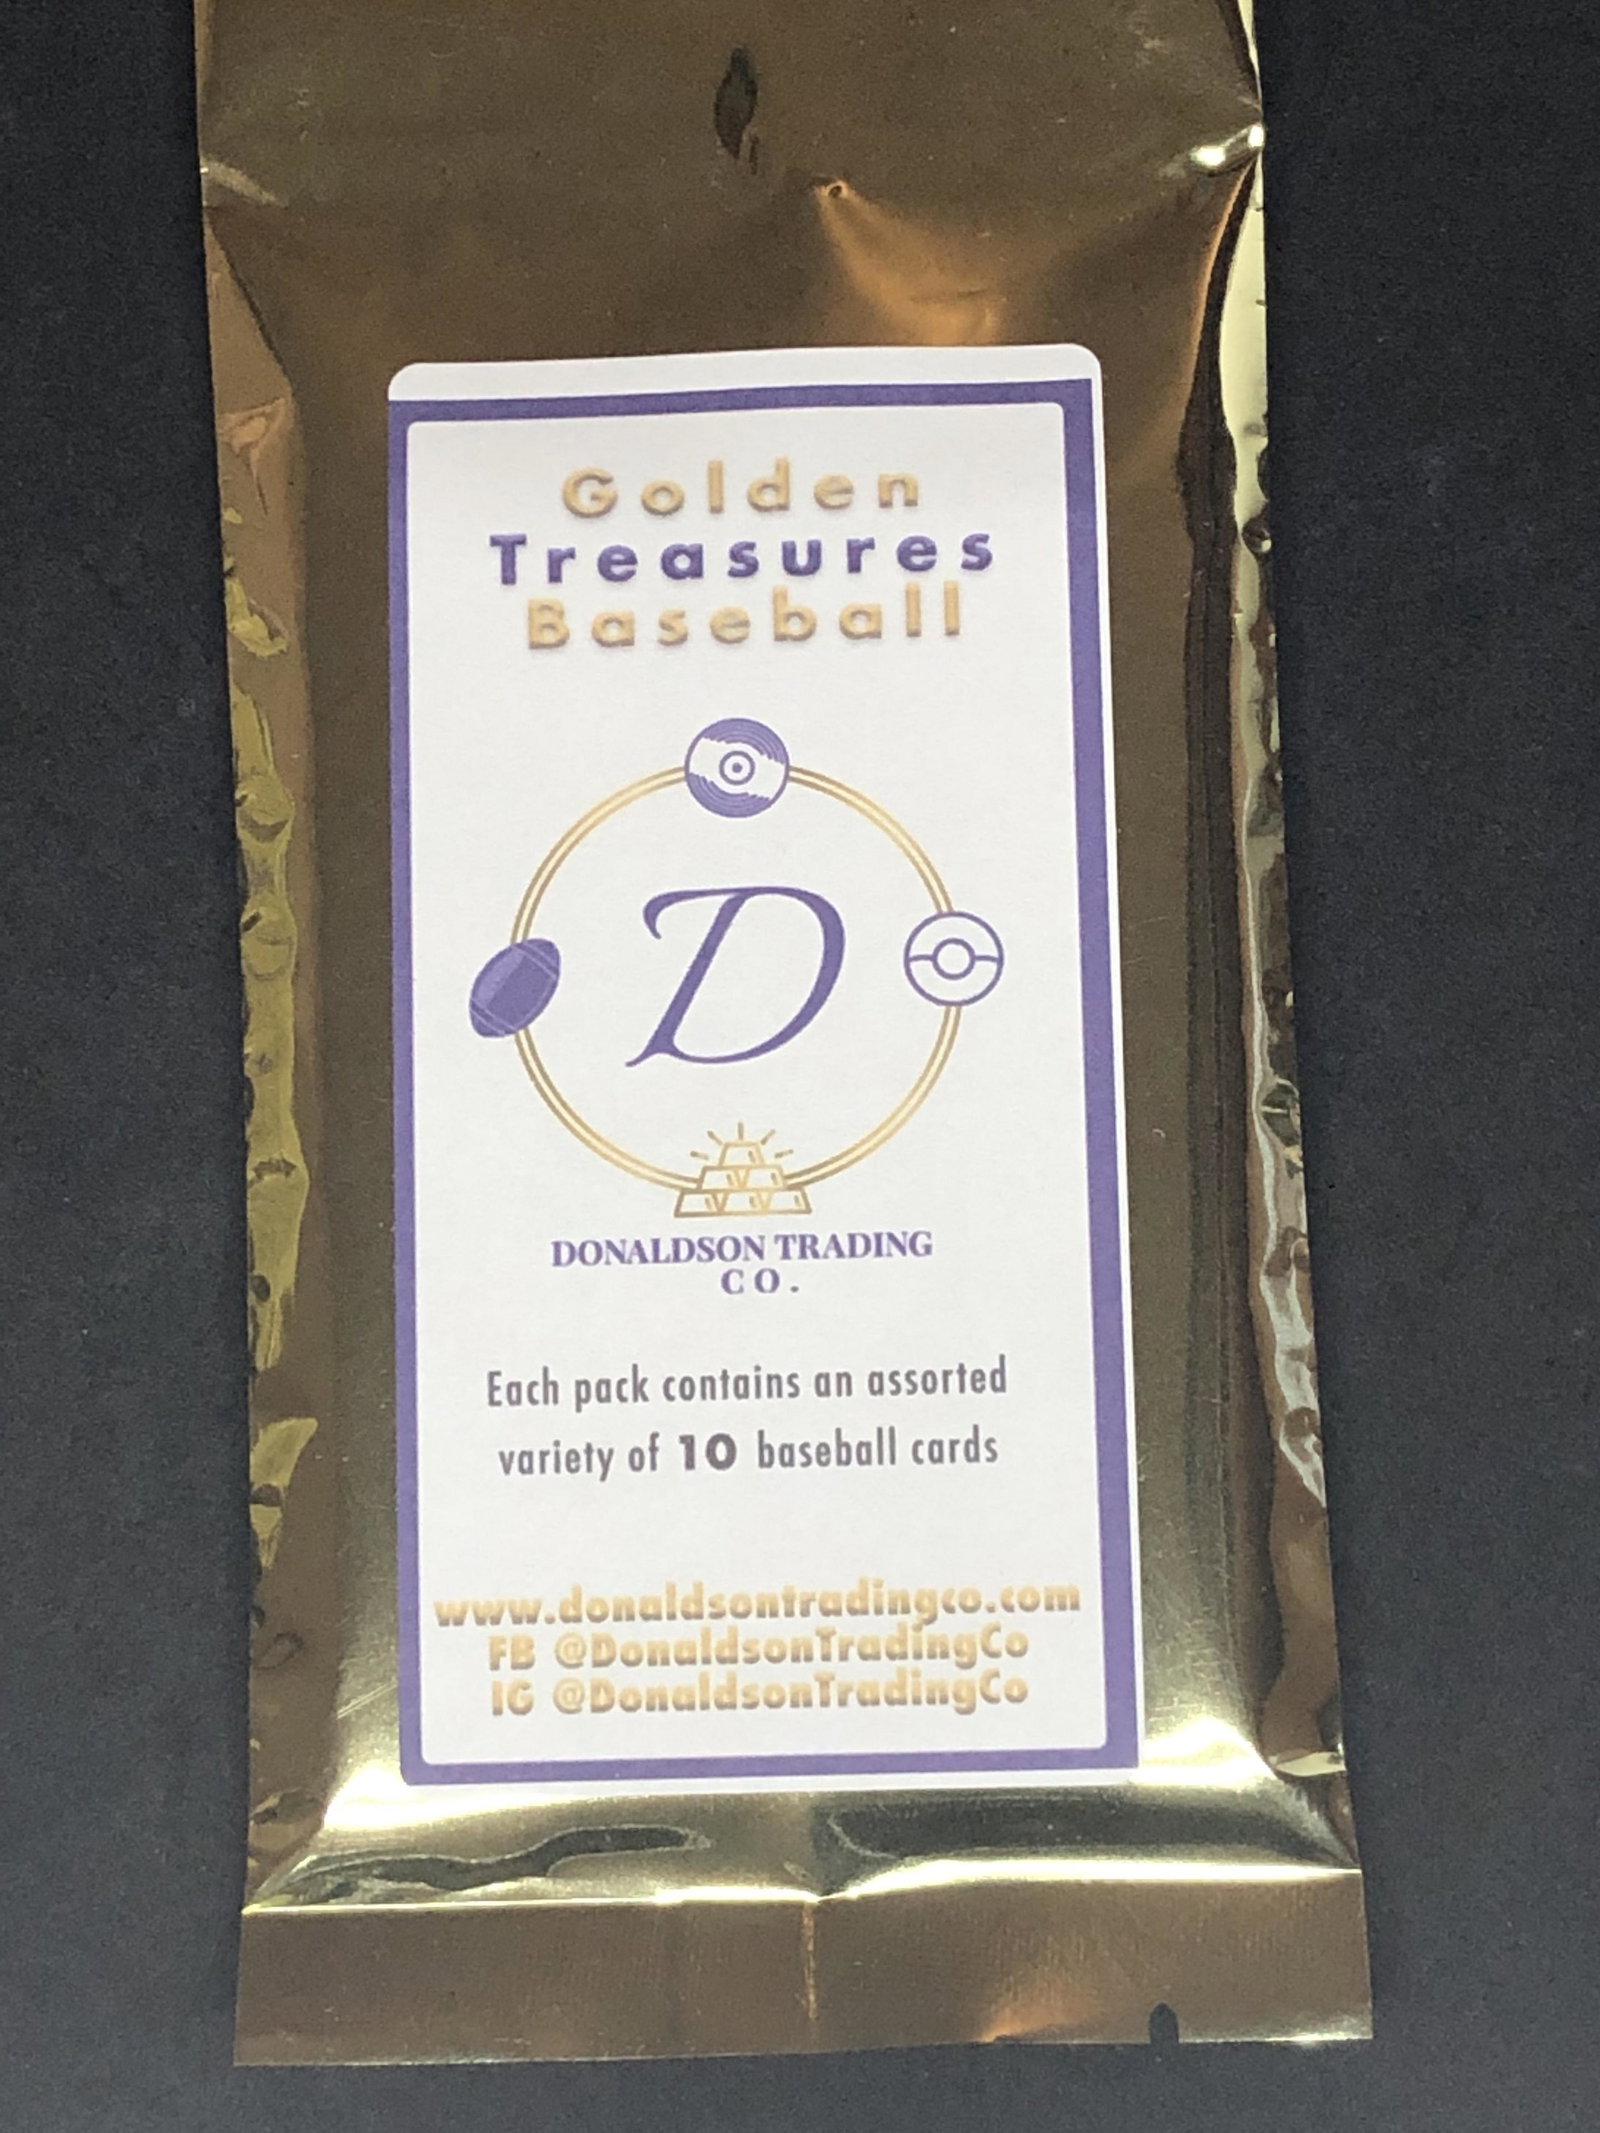 Golden
Treasures
Baseball
D
DONALDSON TRADING
CO.
Each pack contains an assorted
variety of 10 baseball cards
www.donaldsontradingco.com
FB @DonaldsonTradingCo
IG @DonaldsonTradingCo